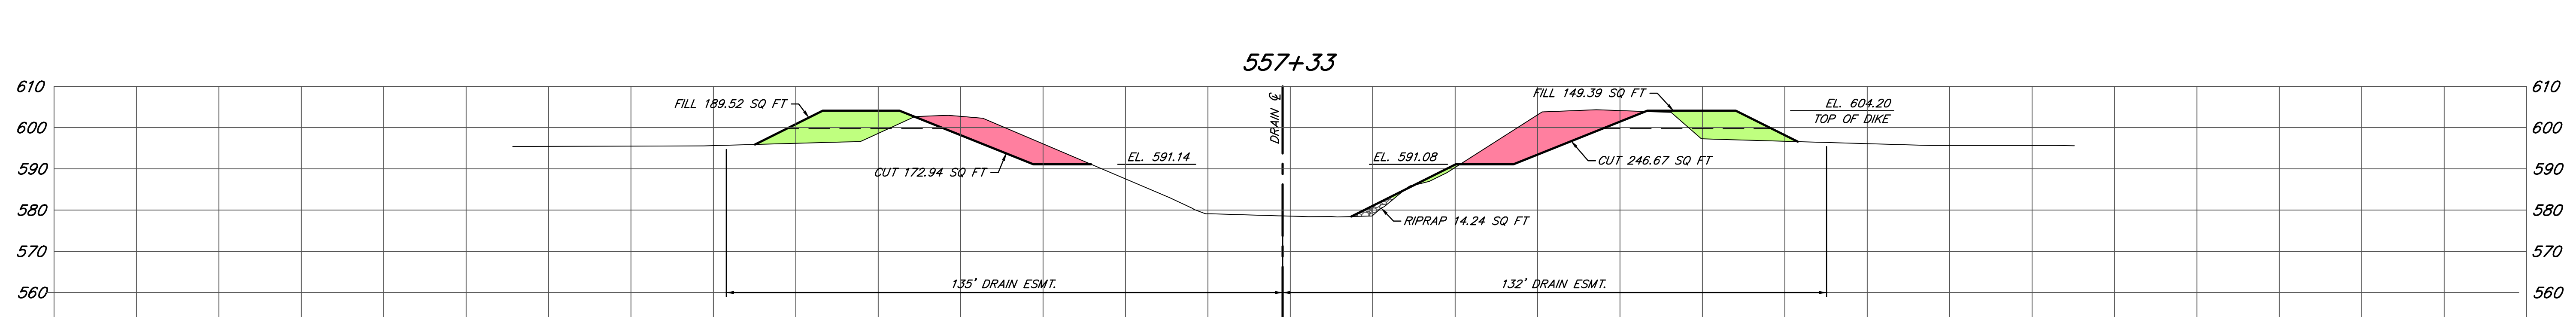 557+33
610
610
FILL 189.52 SQ FT
DRAIN ℄
FILL 149.39 SQ FT
EL. 604.20
TOP OF DIKE
600
600
EL. 591.14
EL. 591.08
CUT 246.67 SQ FT
CUT 172.94 SQ FT
590
590
580
580
RIPRAP 14.24 SQ FT
570
570
135' DRAIN ESMT.
132' DRAIN ESMT.
560
560